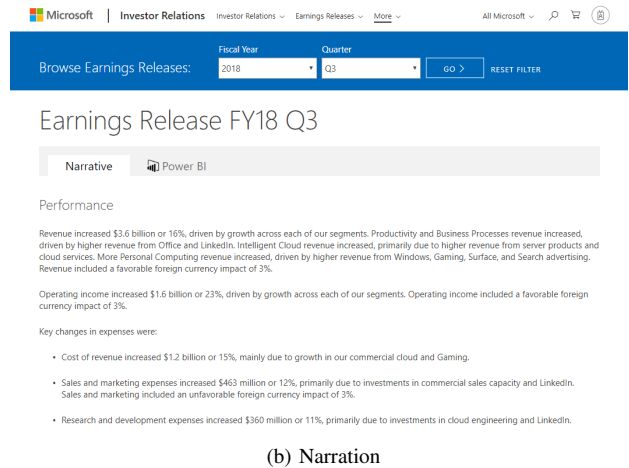 Microsoft | Investor Relations Investor Relations Earnings Releases More All Microsoft
Fiscal Year Quarter
Browse Earnings Releases: 2018 Q3 GO > RESET FILTER
Earnings Release FY18 Q3
Narrative Power BI
Performance
Revenue increased $3.6 billion or 16%, driven by growth across each of our segments. Productivity and Business Processes revenue increased,
driven by higher revenue from Office and LinkedIn. Intelligent Cloud revenue increased, primarily due to higher revenue from server products and
cloud services. More Personal Computing revenue increased, driven by higher revenue from Windows, Gaming, Surface, and Search advertising.
Revenue included a favorable foreign currency impact of 3%.
Operating income increased $1.6 billion or 23%, driven by growth across each of our segments. Operating income included a favorable foreign
currency impact of 3%.
Key changes in expenses were:
• Cost of revenue increased $1.2 billion or 15%, mainly due to growth in our commercial cloud and Gaming.
• Sales and marketing expenses increased $463 million or 12%, primarily due to investments in commercial sales capacity and LinkedIn.
Sales and marketing included an unfavorable foreign currency impact of 3%.
• Research and development expenses increased $360 million or 11%, primarily due to investments in cloud engineering and LinkedIn.
(b) Narration